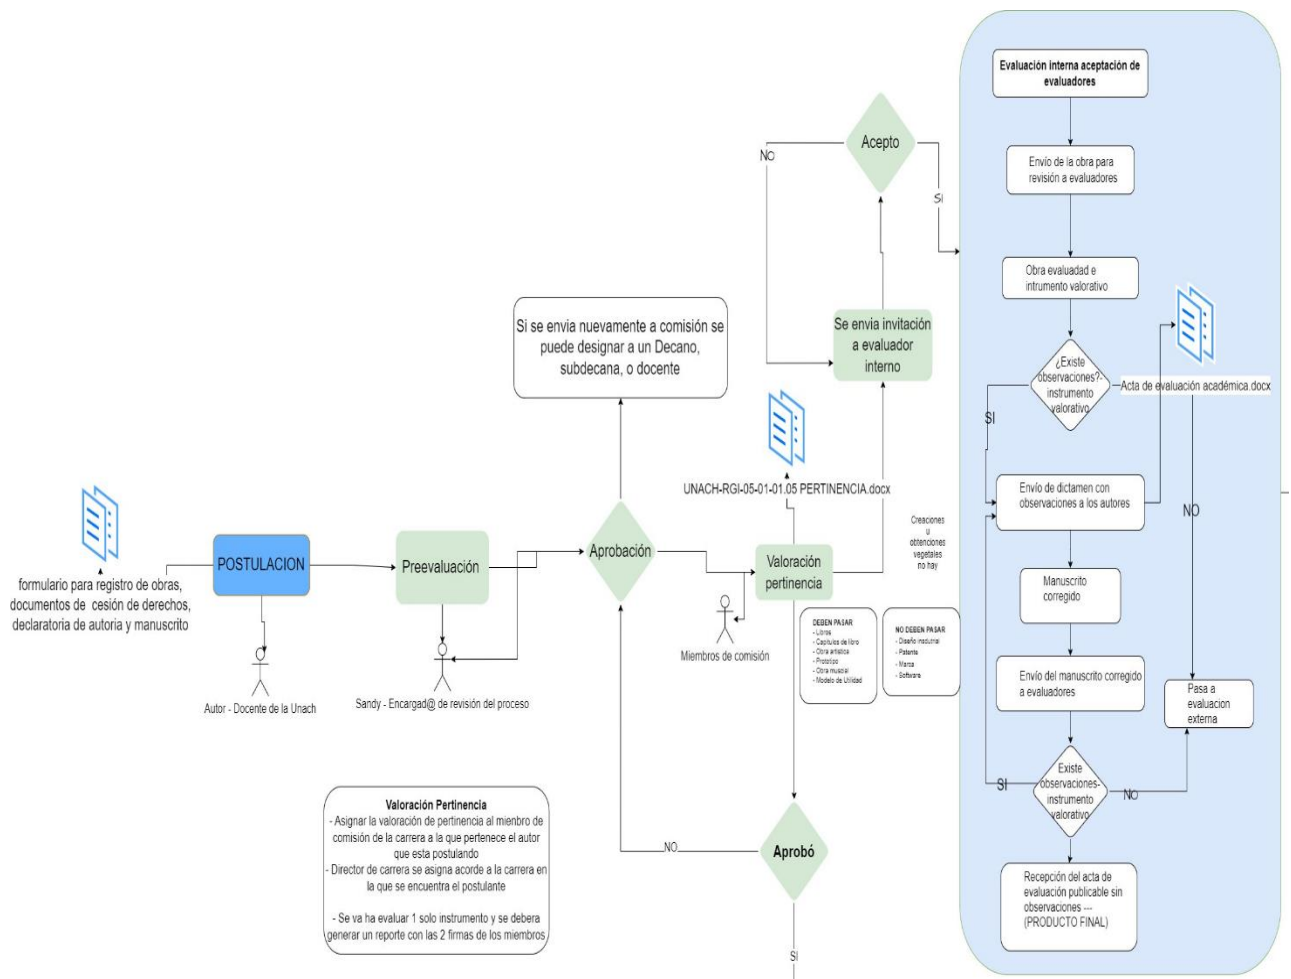 formulario para registro de obras,
documentos de cesión de derechos,
declaratoria de autoria y manuscrito
POSTULACION
Autor - Docente de la Unach
Preevaluación
Sandy - Encargad@ de revisión del proceso
Valoración Pertinencia
- Asignar la valoración de pertinencia al mienbro de
comisión de la carrera a la que pertenece el autor
que esta postulando
- Director de carrera se asigna acorde a la carrera en
la que se encuentra el postulante
- Se va ha evaluar 1 solo instrumento y se debera
generar un reporte con las 2 firmas de los miembros
Si se envia nuevamente a comisión se
puede designar a un Decano,
subdecana, o docente
Aprobación
Miembros de comisión
UNACH-RGI-05-01-01.05 PERTINENCIA.docx
Valoración
pertinencia
DEBEN PASAR
- Libros
- Capitulos de libro
- Obra artistica
- Prototipo
- Obra muscial
- Modelo de Utilidad
NO DEBEN PASAR
- Diseño insdutrial
- Patente
- Marca
- Software
Creaciones
u
obtenciones
vegetales
no hay
Aprobó
NO
SI
Se envia invitación
a evaluador
interno
Acepto
NO
SI
Evaluación interna aceptación de
evaluadores
Envío de la obra para
revisión a evaluadores
Obra evaluadad e
intrumento valorativo
¿Existe
observaciones?-
instrumento
valorativo
SI
Acta de evaluación académica.docx
NO
Envío de dictamen con
observaciones a los autores
Manuscrito
corregido
Envío del manuscrito corregido
a evaluadores
Pasa a
evaluacion
externa
Existe
observaciones-
instrumento
valorativo
SI
NO
Recepción del acta de
evaluación publicable sin
observaciones ---
(PRODUCTO FINAL)